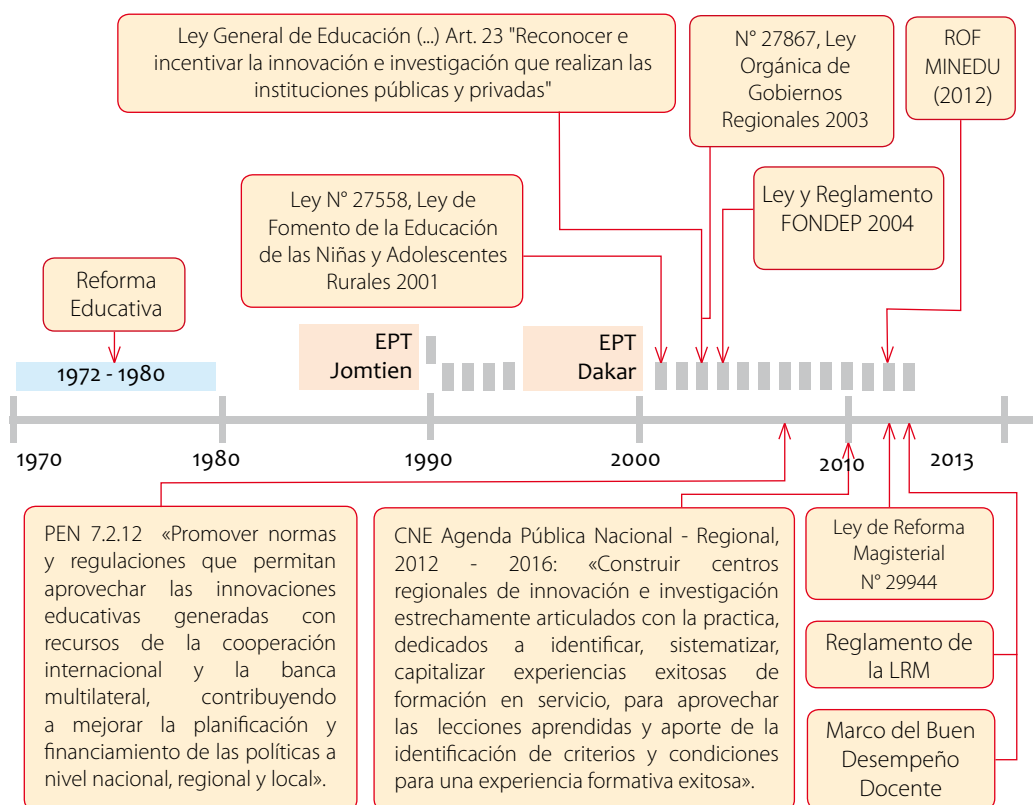 Ley General de Educación (...) Art. 23 "Reconocer e
incentivar la innovación e investigación que realizan las
instituciones públicas y privadas"
N° 27867, Ley
Orgánica de
Gobiernos
Regionales 2003
ROF
MINEDU
(2012)
Ley N° 27558, Ley de
Fomento de la Educación
de las Niñas y Adolescentes
Rurales 2001
Ley y Reglamento
FONDEP 2004
Reforma
Educativa
1972 - 1980
EPT
Jomtien
EPT
Dakar
1970
1980
1990
2000
2010
2013
PEN 7.2.12 «Promover normas
y regulaciones que permitan
aprovechar las innovaciones
educativas generadas con
recursos de la cooperación
internacional y la banca
multilateral, contribuyendo
a mejorar la planificación y
financiamiento de las políticas a
nivel nacional, regional y local».
CNE Agenda Pública Nacional - Regional,
2012 - 2016: «Construir centros
regionales de innovación e investigación
estrechamente articulados con la practica,
dedicados a identificar, sistematizar,
capitalizar experiencias exitosas de
formación en servicio, para aprovechar
las lecciones aprendidas y aporte de la
identificación de criterios y condiciones
para una experiencia formativa exitosa».
Ley de Reforma
Magisterial
N° 29944
Reglamento de
la LRM
Marco del Buen
Desempeño
Docente